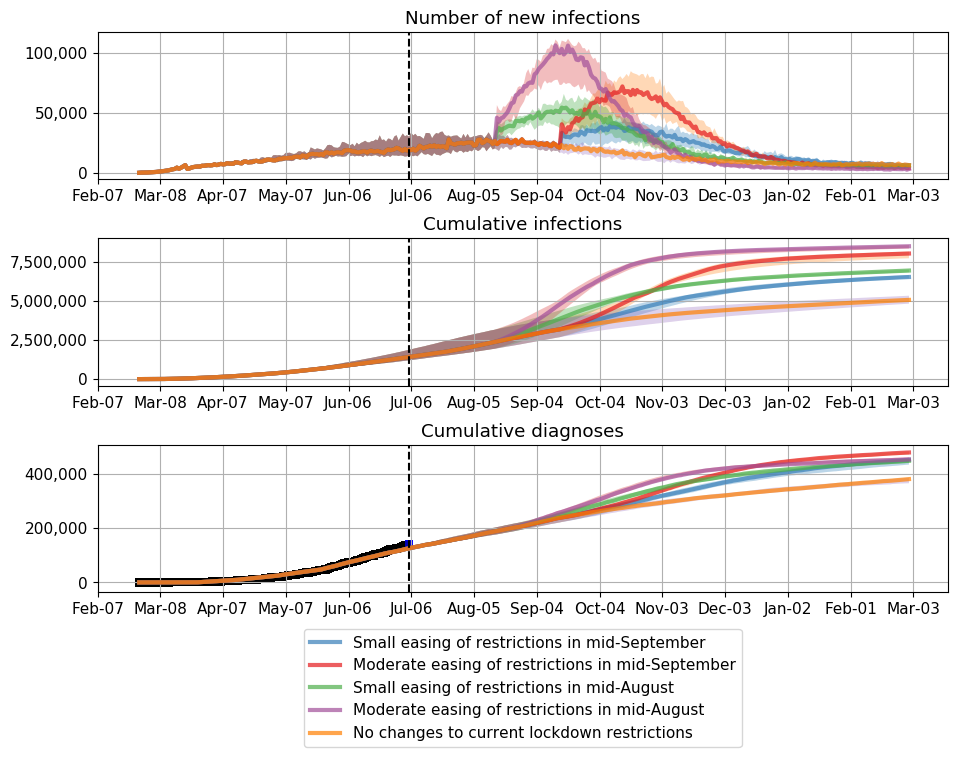 Number of new infections
100,000
50,000
0
Feb-07 Mar-08 Apr-07 May-07 Jun-06 Jul-06 Aug-05 Sep-04 Oct-04 Nov-03 Dec-03 Jan-02 Feb-01 Mar-03
Cumulative infections
7,500,000
5,000,000
2,500,000
0
Feb-07 Mar-08 Apr-07 May-07 Jun-06 Jul-06 Aug-05 Sep-04 Oct-04 Nov-03 Dec-03 Jan-02 Feb-01 Mar-03
Cumulative diagnoses
400,000
200,000
0
Feb-07 Mar-08 Apr-07 May-07 Jun-06 Jul-06 Aug-05 Sep-04 Oct-04 Nov-03 Dec-03 Jan-02 Feb-01 Mar-03
Small easing of restrictions in mid-September
Moderate easing of restrictions in mid-September
Small easing of restrictions in mid-August
Moderate easing of restrictions in mid-August
No changes to current lockdown restrictions